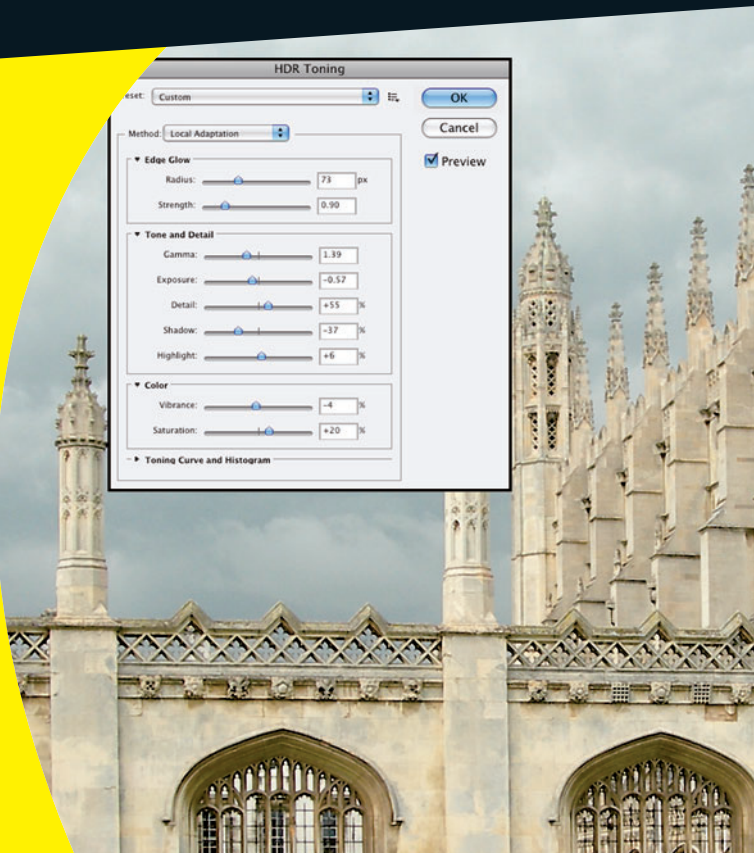 HDR Toning
eset: Custom
OK
Method: Local Adaptation
Cancel
Edge Glow
Preview
Radius: 73 px
Strength: 0.90
Tone and Detail
Gamma: 1.39
Exposure: -0.57
Detail: +55 %
Shadow: -37 %
Highlight: +6 %
Color
Vibrance: -4 %
Saturation: +20 %
Toning Curve and Histogram